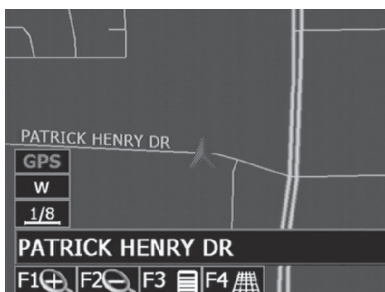 PATRICK HENRY DR
GPS
W
1/8
PATRICK HENRY DR
F1 F2 F3 F4